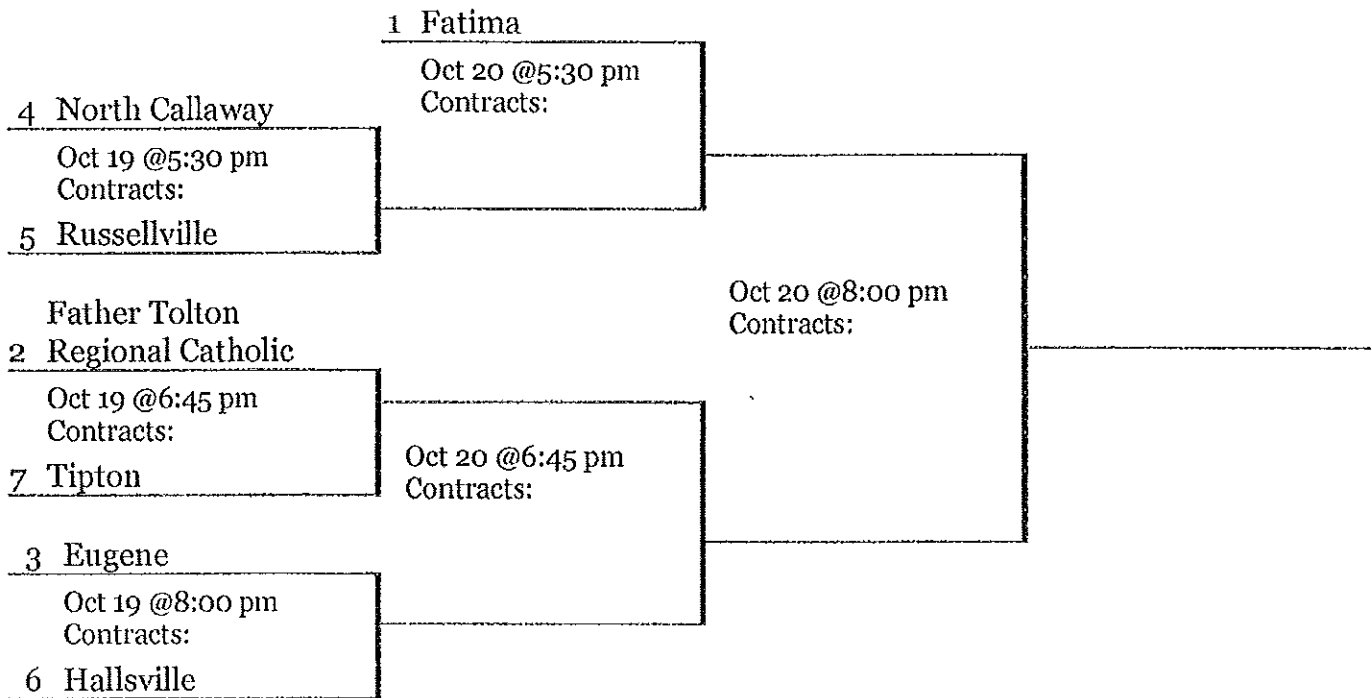 1 Fatima
Oct 20 @5:30 pm
Contracts:
4 North Callaway
Oct 19 @5:30 pm
Contracts:
5 Russellville
Oct 20 @8:00 pm
Contracts:
Father Tolton
2 Regional Catholic
Oct 19 @6:45 pm
Contracts:
7 Tipton
Oct 20 @6:45 pm
Contracts:
3 Eugene
Oct 19 @8:00 pm
Contracts:
6 Hallsville